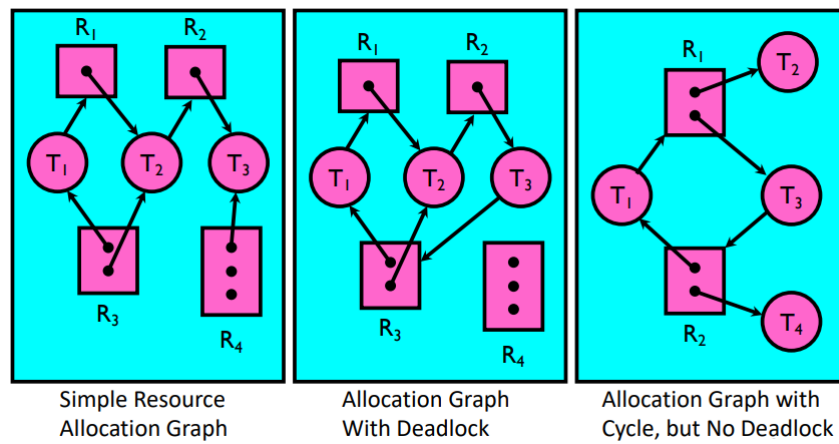 R₁
R₂
T₁
T₂
T₃
R₃
R₄
Simple Resource
Allocation Graph
R₁
R₂
T₁
T₂
T₃
R₃
R₄
Allocation Graph
With Deadlock
R₁
T₂
T₁
T₃
R₂
T₄
Allocation Graph with
Cycle, but No Deadlock